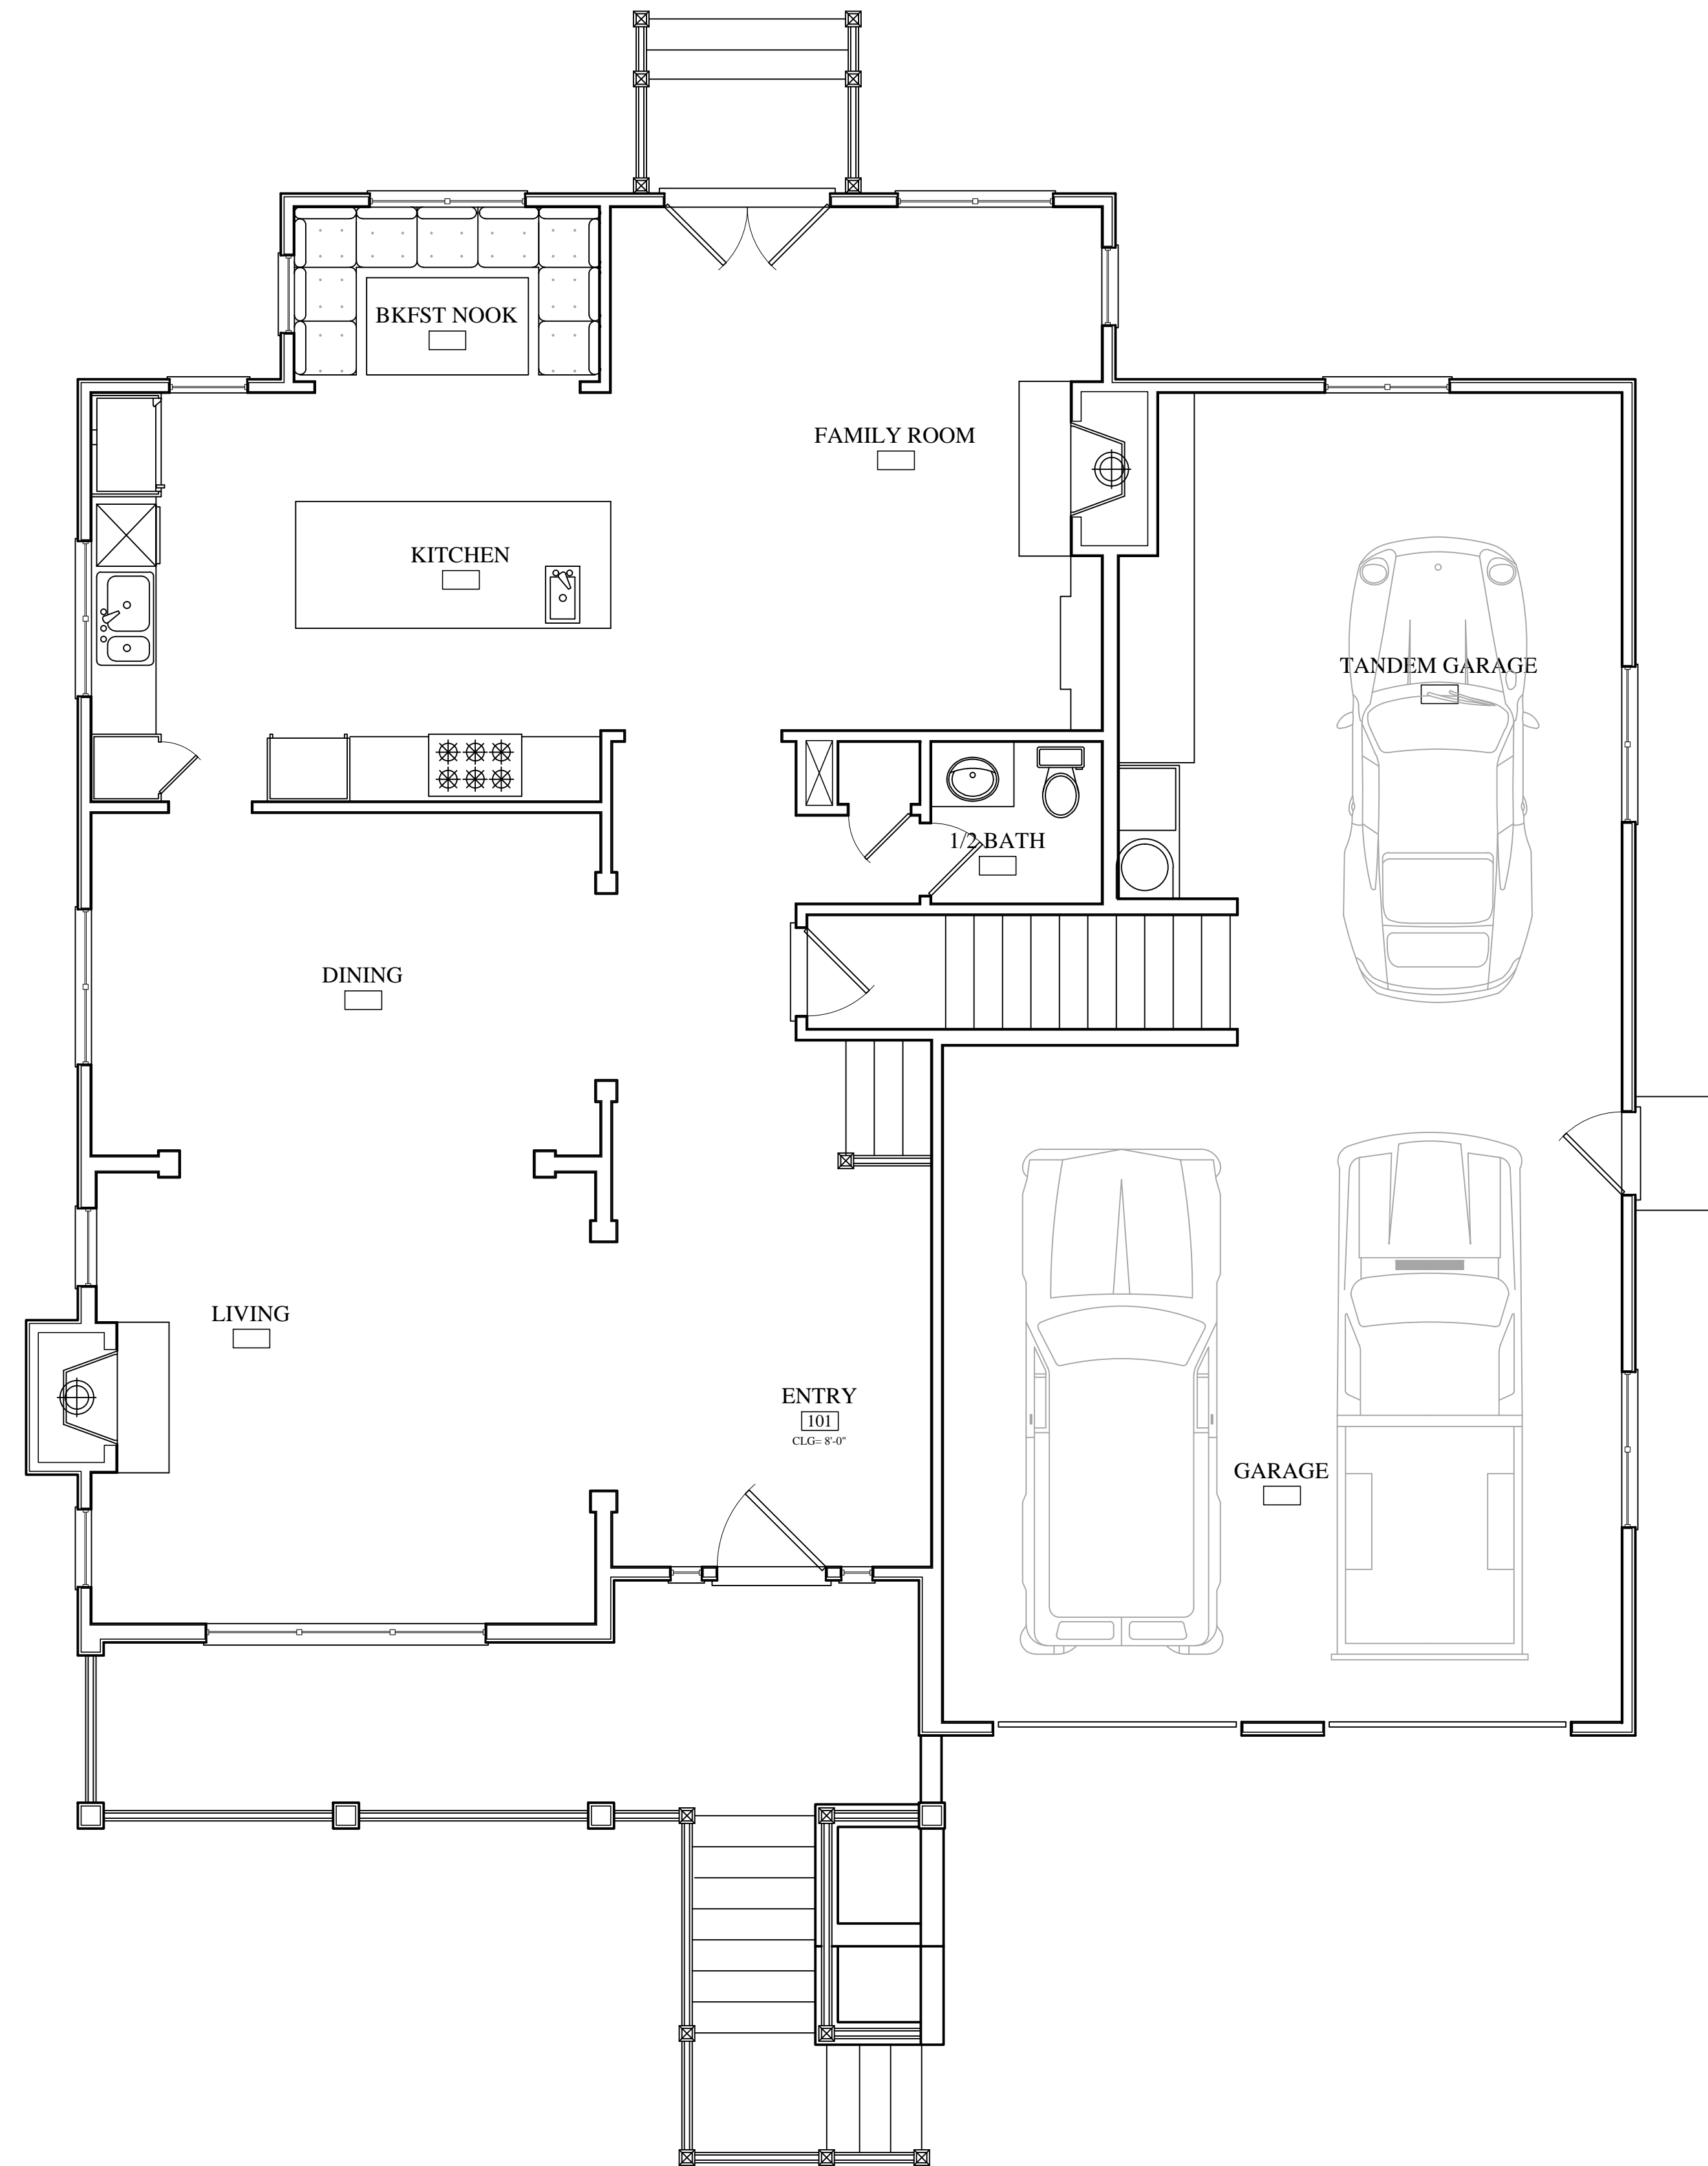 BKFST NOOK
FAMILY ROOM
KITCHEN
TANDEM GARAGE
1/2 BATH
DINING
LIVING
ENTRY
101
CLG= 8'-0"
GARAGE